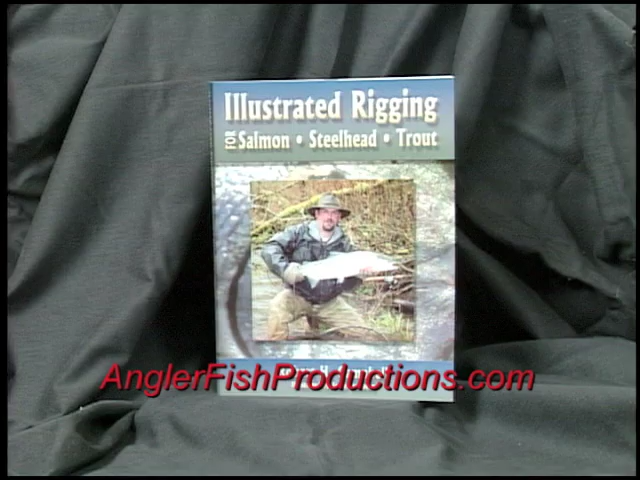 Illustrated Rigging
FOR Salmon • Steelhead • Trout
AnglerFishProductions.com